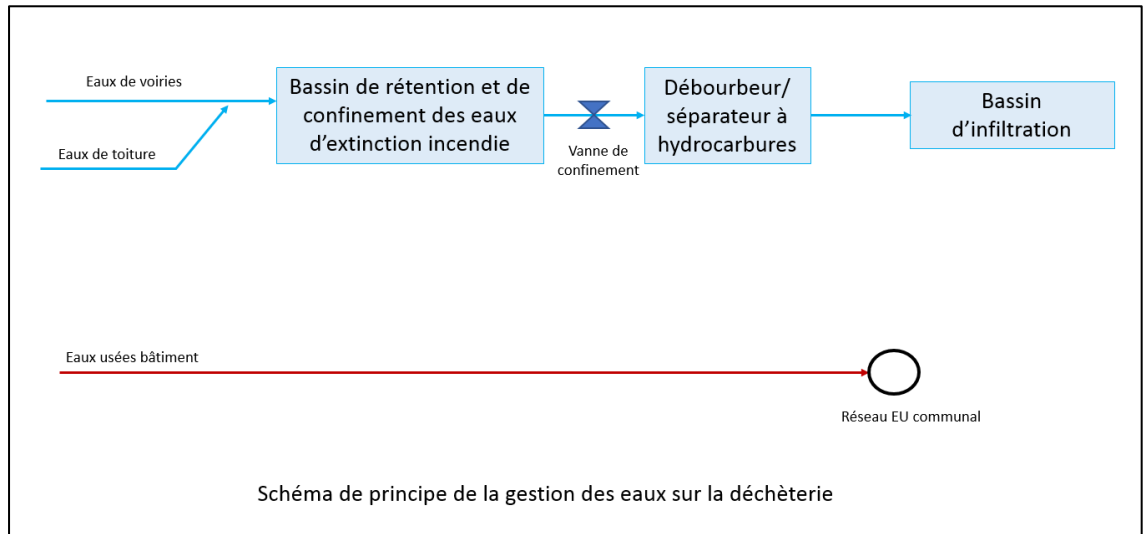 Eaux de voiries
Eaux de toiture
Bassin de rétention et de
confinement des eaux
d’extinction incendie
Vanne de
confinement
Débourbeur/
séparateur à
hydrocarbures
Bassin
d’infiltration
Eaux usées bâtiment
Réseau EU communal
Schéma de principe de la gestion des eaux sur la déchèterie